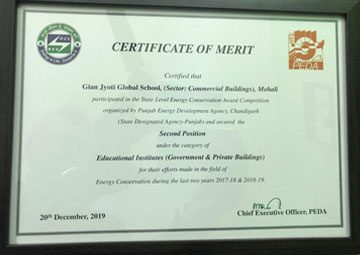 CERTIFICATE OF MERIT
PEDA
Certified that
Gian Jyoti Global School, (Sector: Commercial Buildings), Mohali
participated in the State Level Energy Conservation Award Competition
organized by Punjab Energy Development Agency, Chandigarh
(State Designated Agency-Punjab) and secured the
Second Position
under the category of
Educational Institutes (Government & Private Buildings)
for their efforts made in the field of
Energy Conservation during the last two years 2017-18 & 2018-19.
20th December, 2019
Chief Executive Officer, PEDA